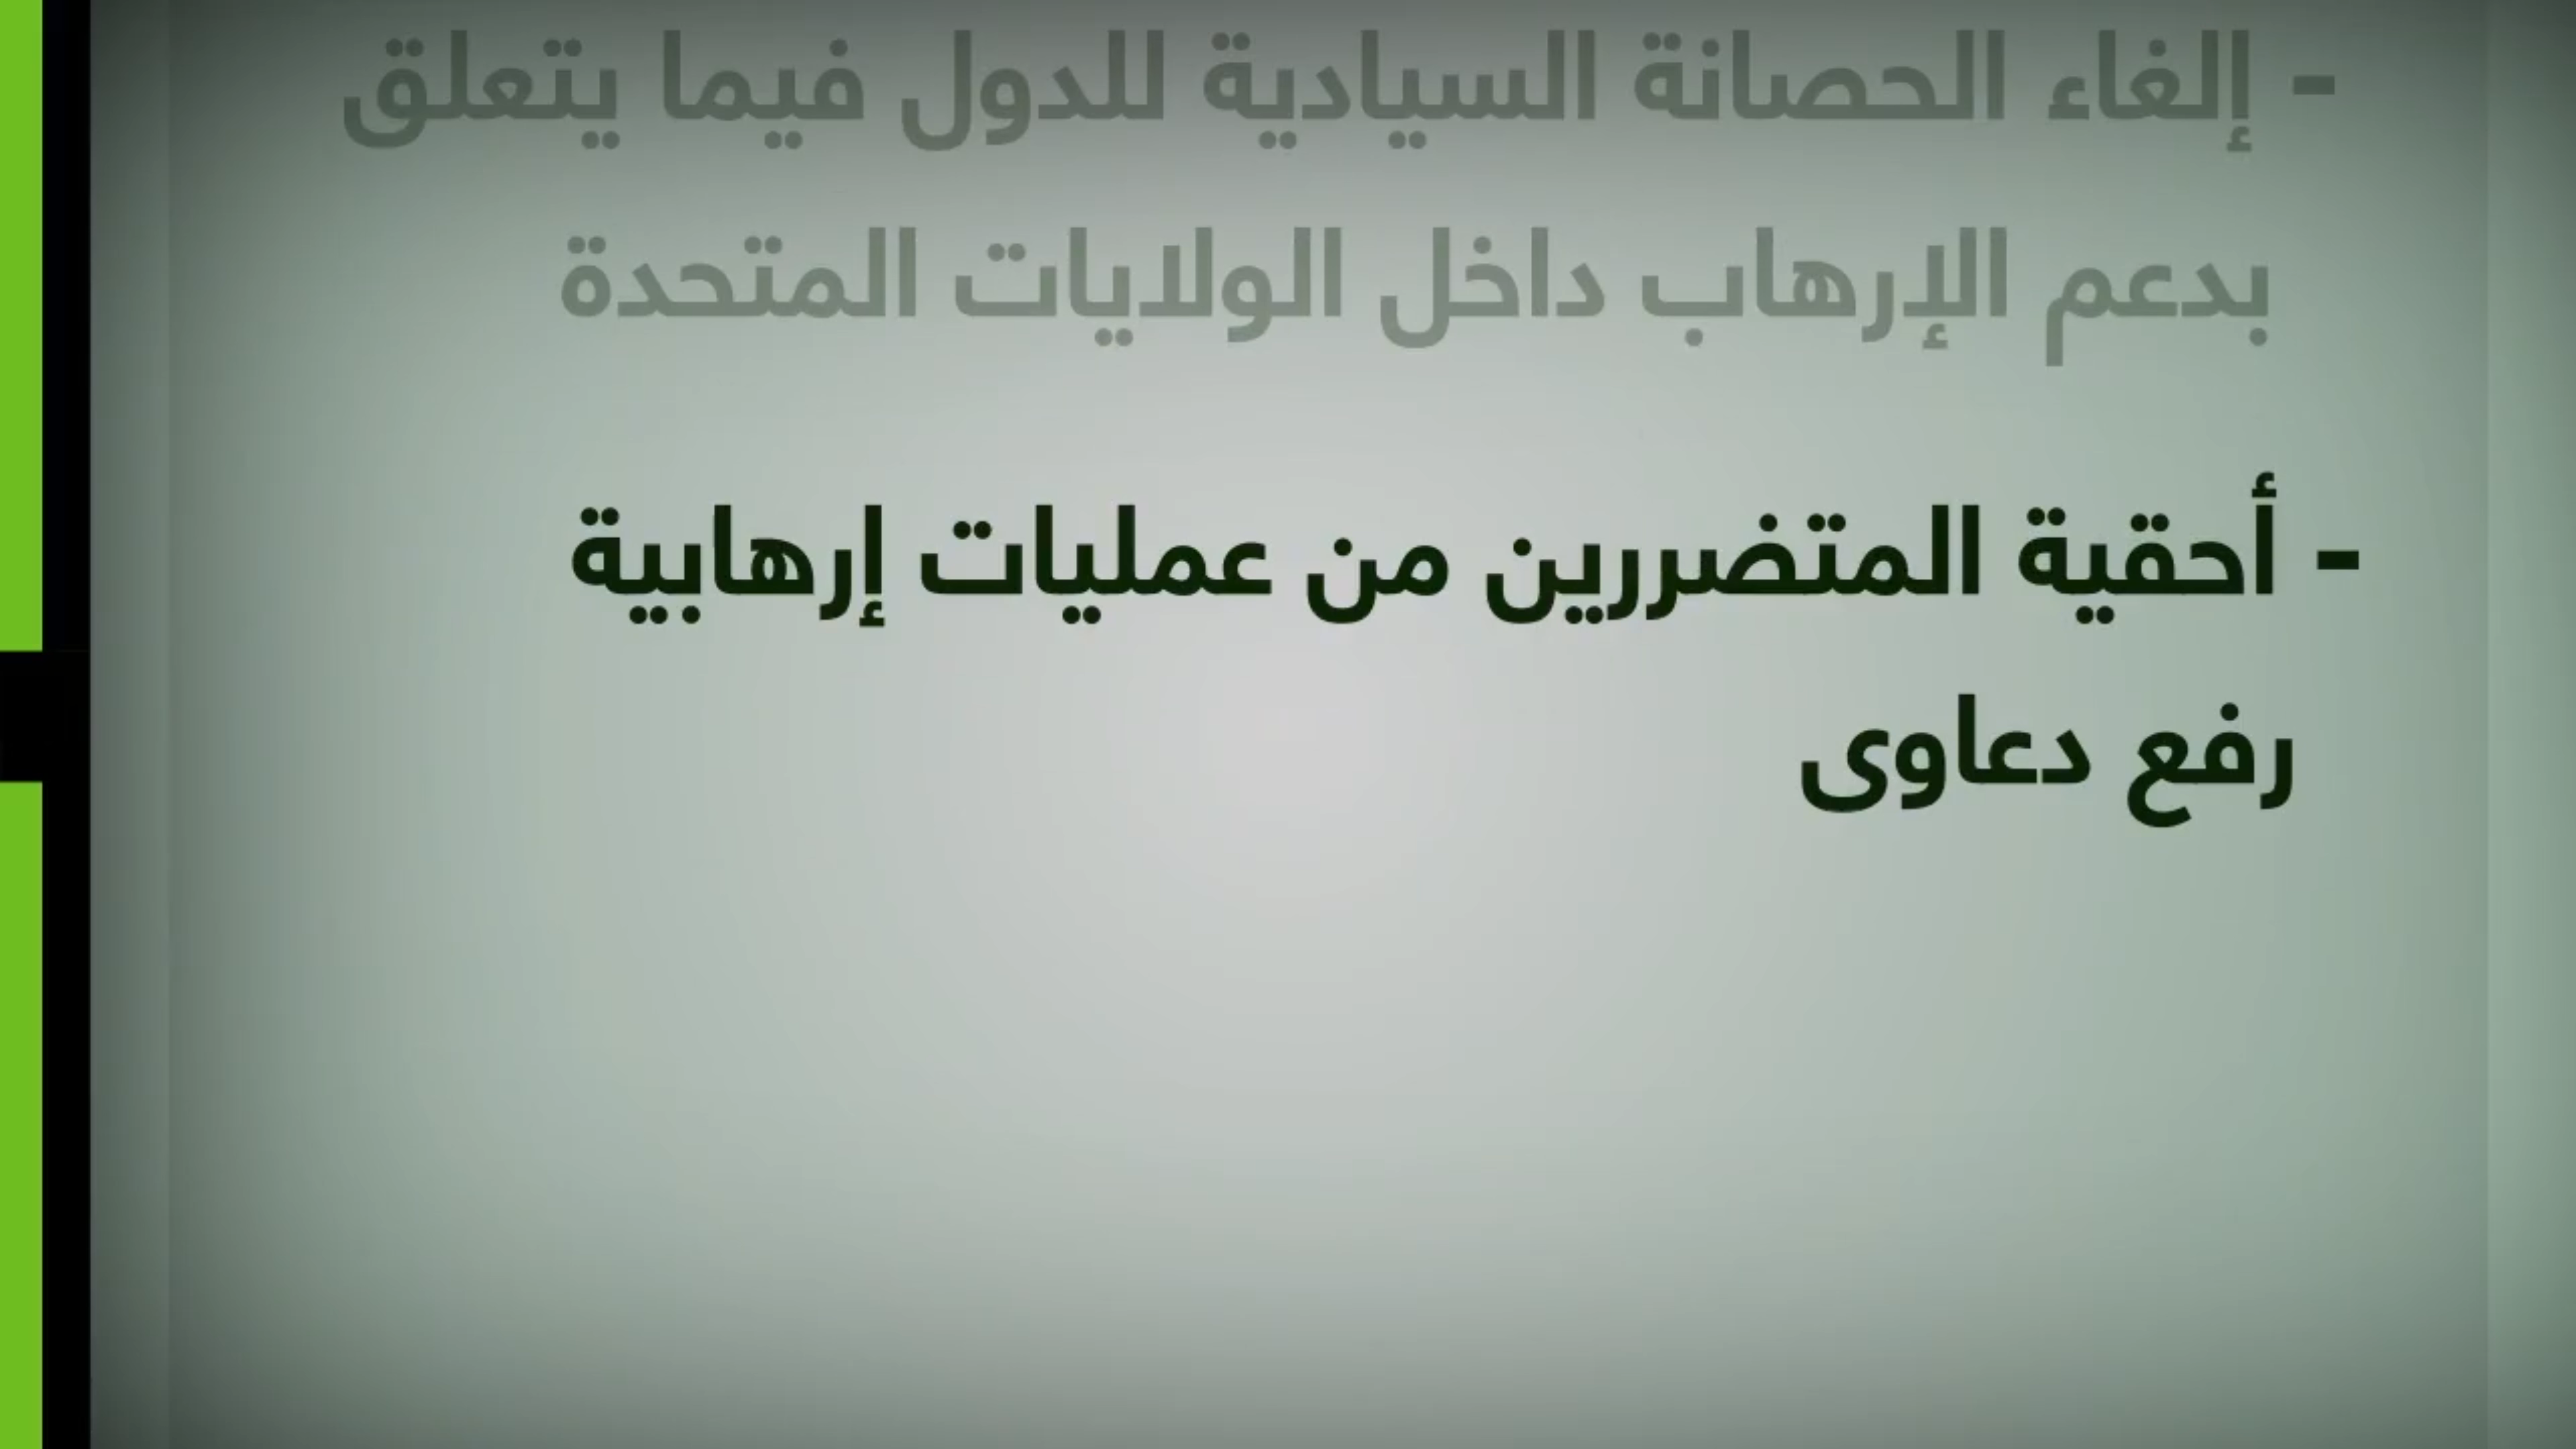 - إلغاء الحصانة السيادية للدول فيما يتعلق
بدعم الإرهاب داخل الولايات المتحدة
- أحقية المتضررين من عمليات إرهابية
رفع دعاوى